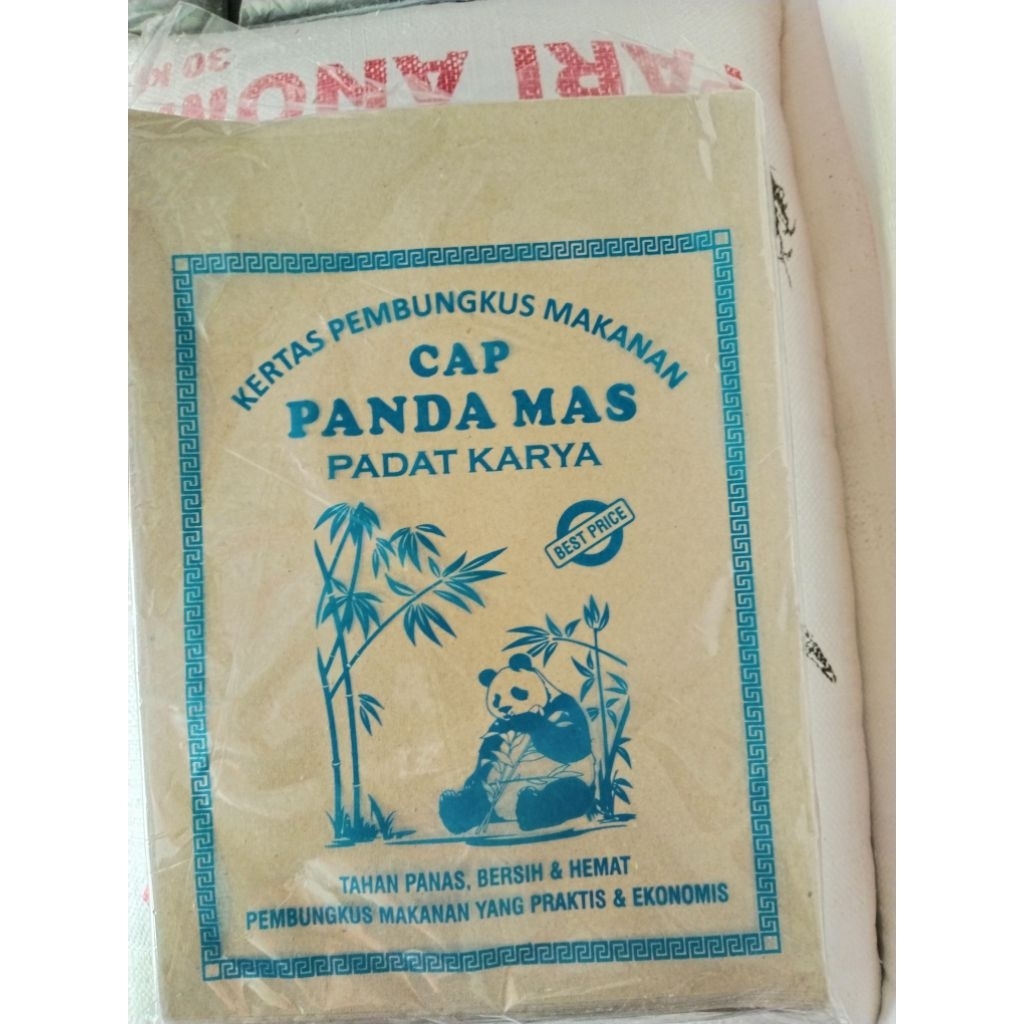 30
KERTAS PEMBUNGKUS MAKANAN
CAP
PANDA MAS
PADAT KARYA
BEST PRICE
TAHAN PANAS, BERSIH & HEMAT
PEMBUNGKUS MAKANAN YANG PRAKTIS & EKONOMIS